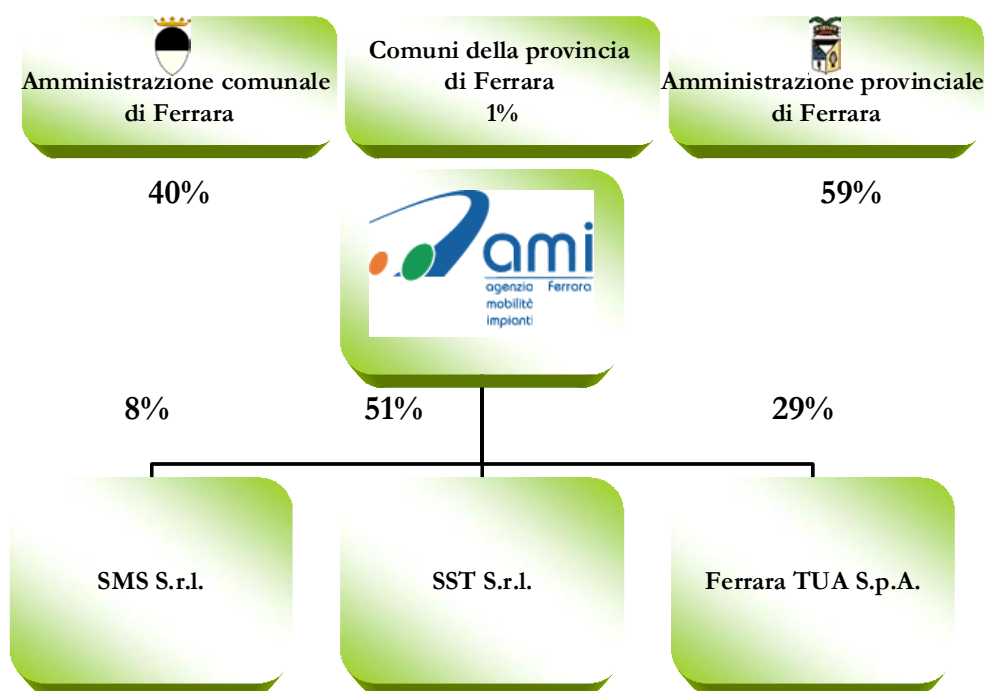 Amministrazione comunale
di Ferrara
Comuni della provincia
di Ferrara
1%
Amministrazione provinciale
di Ferrara
40%
59%
ami
agenzia Ferrara
mobilità
impianti
8%
51%
29%
SMS S.r.l.
SST S.r.l.
Ferrara TUA S.p.A.